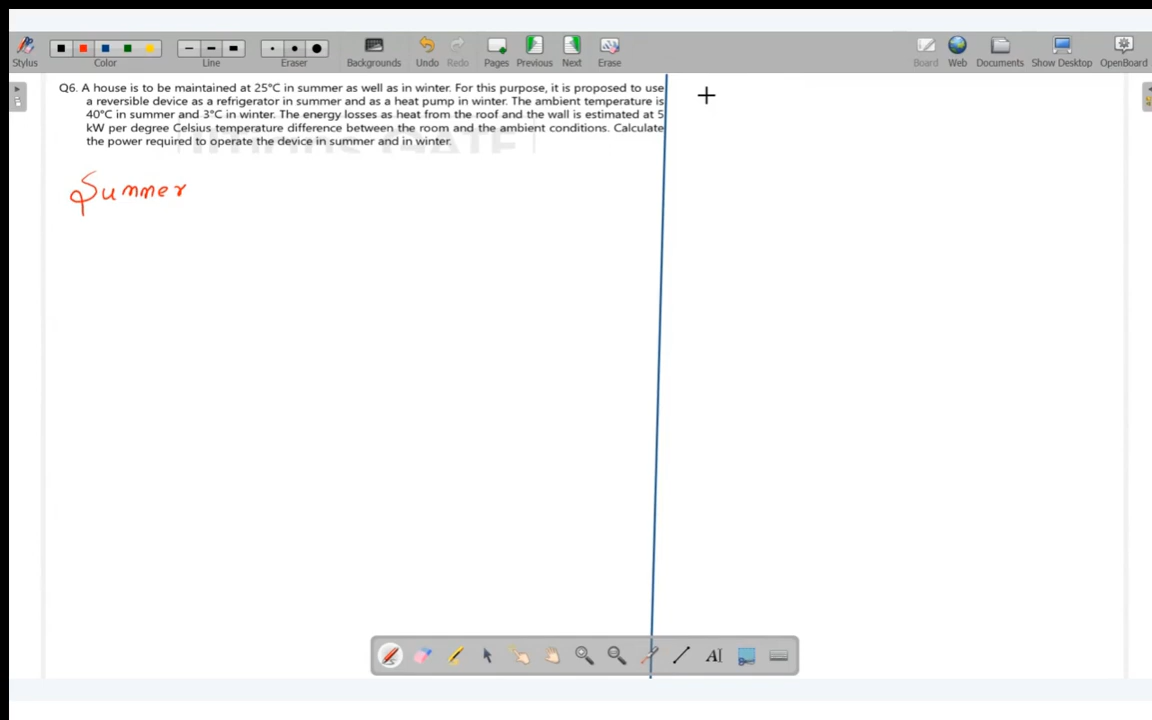 Stylus Color Line Eraser Backgrounds Undo Redo Pages Previous Next Erase Board Web Documents Show Desktop OpenBoard
Q6. A house is to be maintained at 25°C in summer as well as in winter. For this purpose, it is proposed to use
a reversible device as a refrigerator in summer and as a heat pump in winter. The ambient temperature is
40°C in summer and 3°C in winter. The energy losses as heat from the roof and the wall is estimated at 5
kW per degree Celsius temperature difference between the room and the ambient conditions. Calculate
the power required to operate the device in summer and in winter.
Summer
AI